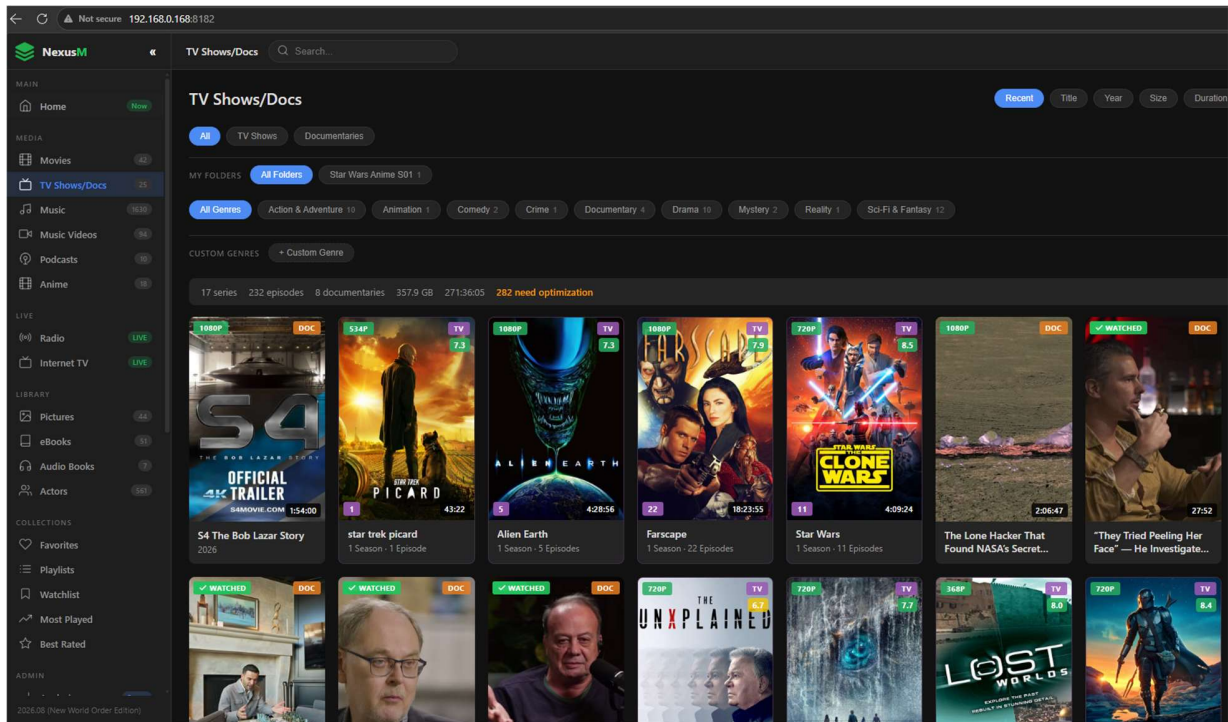 Not secure 192.168.0.168:8182
NexusM «
TV Shows/Docs Search...
MAIN
Home Now
MEDIA
Movies 42
TV Shows/Docs 25
Music 1630
Music Videos 94
Podcasts 10
Anime 18
LIVE
Radio LIVE
Internet TV LIVE
LIBRARY
Pictures 44
eBooks 51
Audio Books 7
Actors 561
COLLECTIONS
Favorites
Playlists
Watchlist
Most Played
Best Rated
ADMIN
2026.06 (New World Order Edition)
TV Shows/Docs
Recent Title Year Size Duration
All TV Shows Documentaries
MY FOLDERS All Folders Star Wars Anime S01 1
All Genres Action & Adventure 10 Animation 1 Comedy 2 Crime 1 Documentary 4 Drama 10 Mystery 2 Reality 1 Sci-Fi & Fantasy 12
CUSTOM GENRES + Custom Genre
17 series 232 episodes 8 documentaries 357.9 GB 271:36:05 282 need optimization
1080P DOC
S4
THE BOB LAZAR STORY
OFFICIAL
4K TRAILER
S4MOVIE.COM 1:54:00
S4 The Bob Lazar Story
2026
534P TV
7.3
STAR TREK
PICARD
1 43:22
star trek picard
1 Season · 1 Episode
1080P TV
7.3
ALIEN EARTH
5 4:28:56
Alien Earth
1 Season · 5 Episodes
1080P TV
7.9
FARSCAPE
22 18:23:55
Farscape
1 Season · 22 Episodes
720P TV
8.5
STAR WARS
THE
CLONE
WARS
11 4:09:24
Star Wars
1 Season · 11 Episodes
1080P DOC
2:06:47
The Lone Hacker That
Found NASA's Secret...
✓ WATCHED DOC
27:52
“They Tried Peeling Her
Face” — He Investigate...
✓ WATCHED DOC
✓ WATCHED DOC
✓ WATCHED DOC
720P TV
6.7
THE
UNXPLAINED
720P TV
7.7
368P TV
8.0
LOST
WORLDS
EXPLORE THE PAST
REBUILT IN STUNNING DETAIL
720P TV
8.4